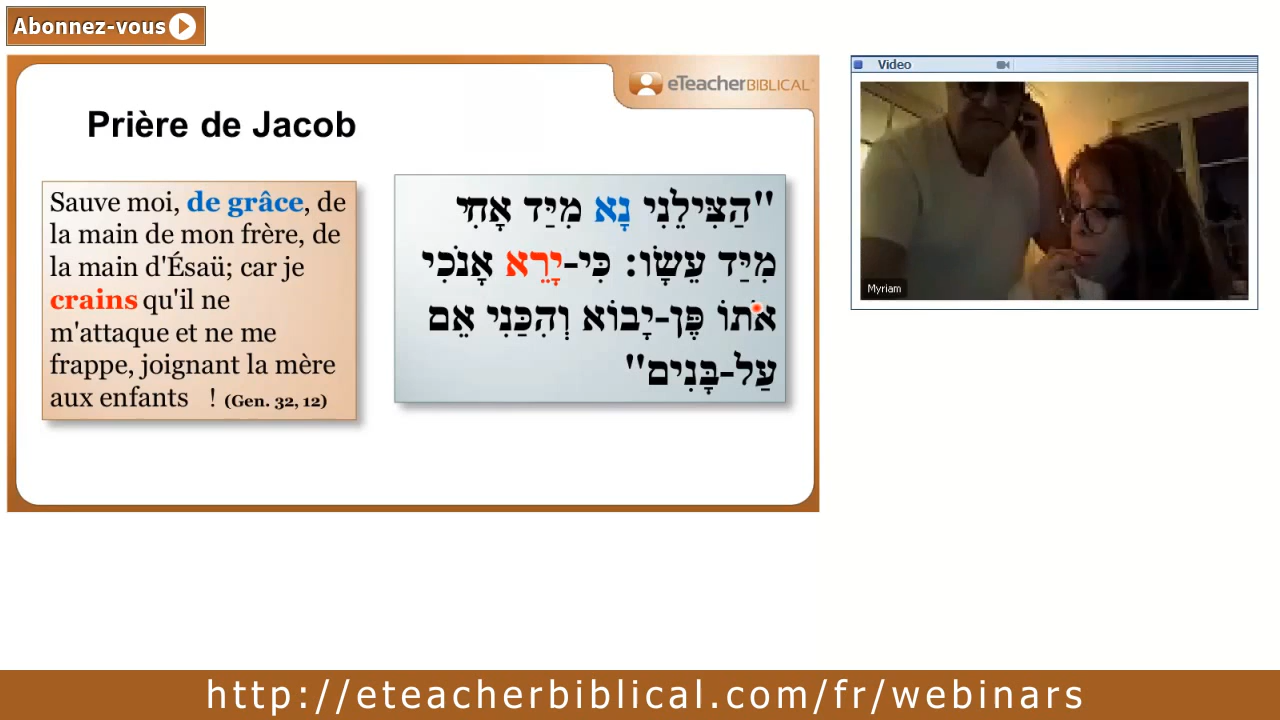 Abonnez-vous
eTeacherBIBLICAL
Prière de Jacob
Sauve moi, de grâce, de
la main de mon frère, de
la main d'Ésaü; car je
crains qu'il ne
m'attaque et ne me
frappe, joignant la mère
aux enfants ! (Gen. 32, 12)
"הַצִּילֵנִי נָא מִיַּד אָחִי
מִיַּד עֵשָׂו: כִּי-יָרֵא אָנֹכִי
אֹתוֹ פֶּן-יָבוֹא וְהִכַּנִי אֵם
עַל-בָּנִים"
Video
Myriam
http://eteacherbiblical.com/fr/webinars